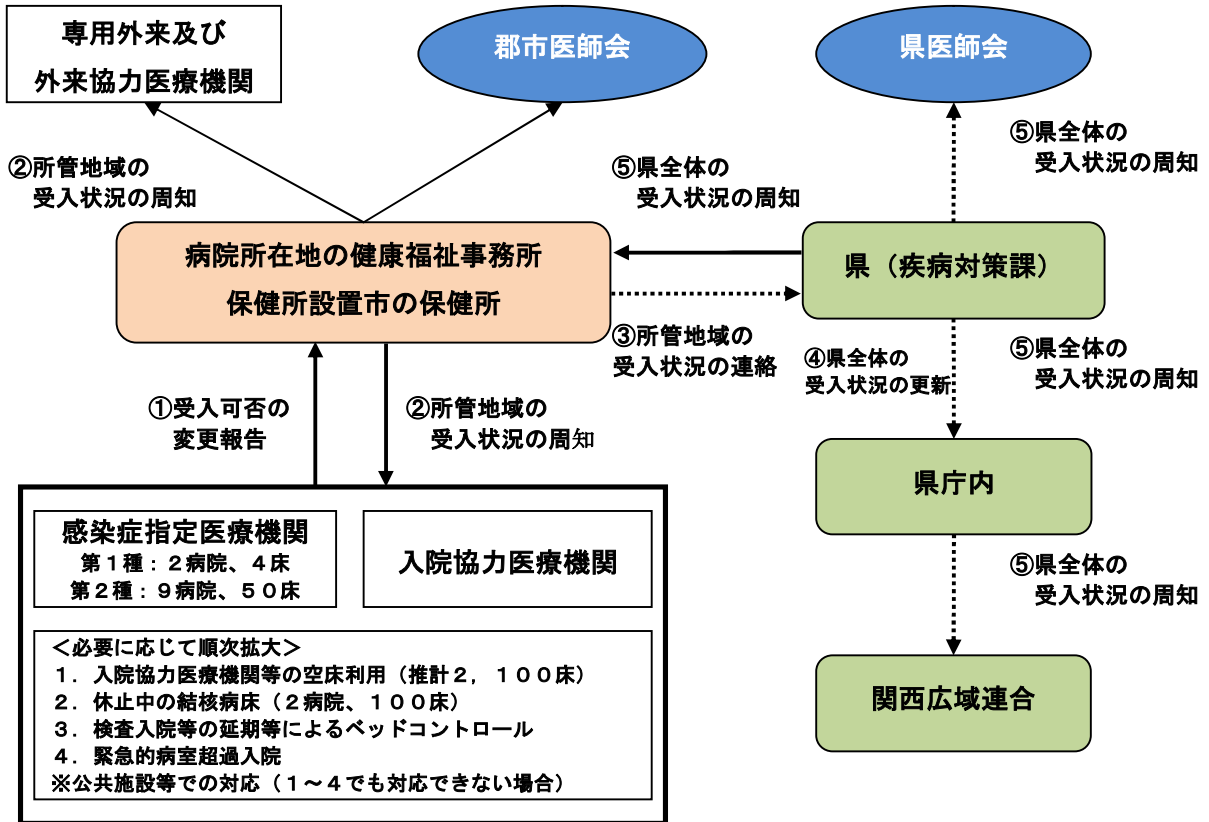 専用外来及び
外来協力医療機関
郡市医師会
県医師会
②所管地域の
受入状況の周知
⑤県全体の
受入状況の周知
⑤県全体の
受入状況の周知
病院所在地の健康福祉事務所
保健所設置市の保健所
県（疾病対策課）
③所管地域の
受入状況の連絡
④県全体の
受入状況の更新
⑤県全体の
受入状況の周知
①受入可否の
変更報告
②所管地域の
受入状況の周知
県庁内
感染症指定医療機関
第１種：２病院、４床
第２種：９病院、５０床
入院協力医療機関
⑤県全体の
受入状況の周知
＜必要に応じて順次拡大＞
１．入院協力医療機関等の空床利用（推計２，１００床）
２．休止中の結核病床（２病院、１００床）
３．検査入院等の延期等によるベッドコントロール
４．緊急的病室超過入院
※公共施設等での対応（１～４でも対応できない場合）
関西広域連合